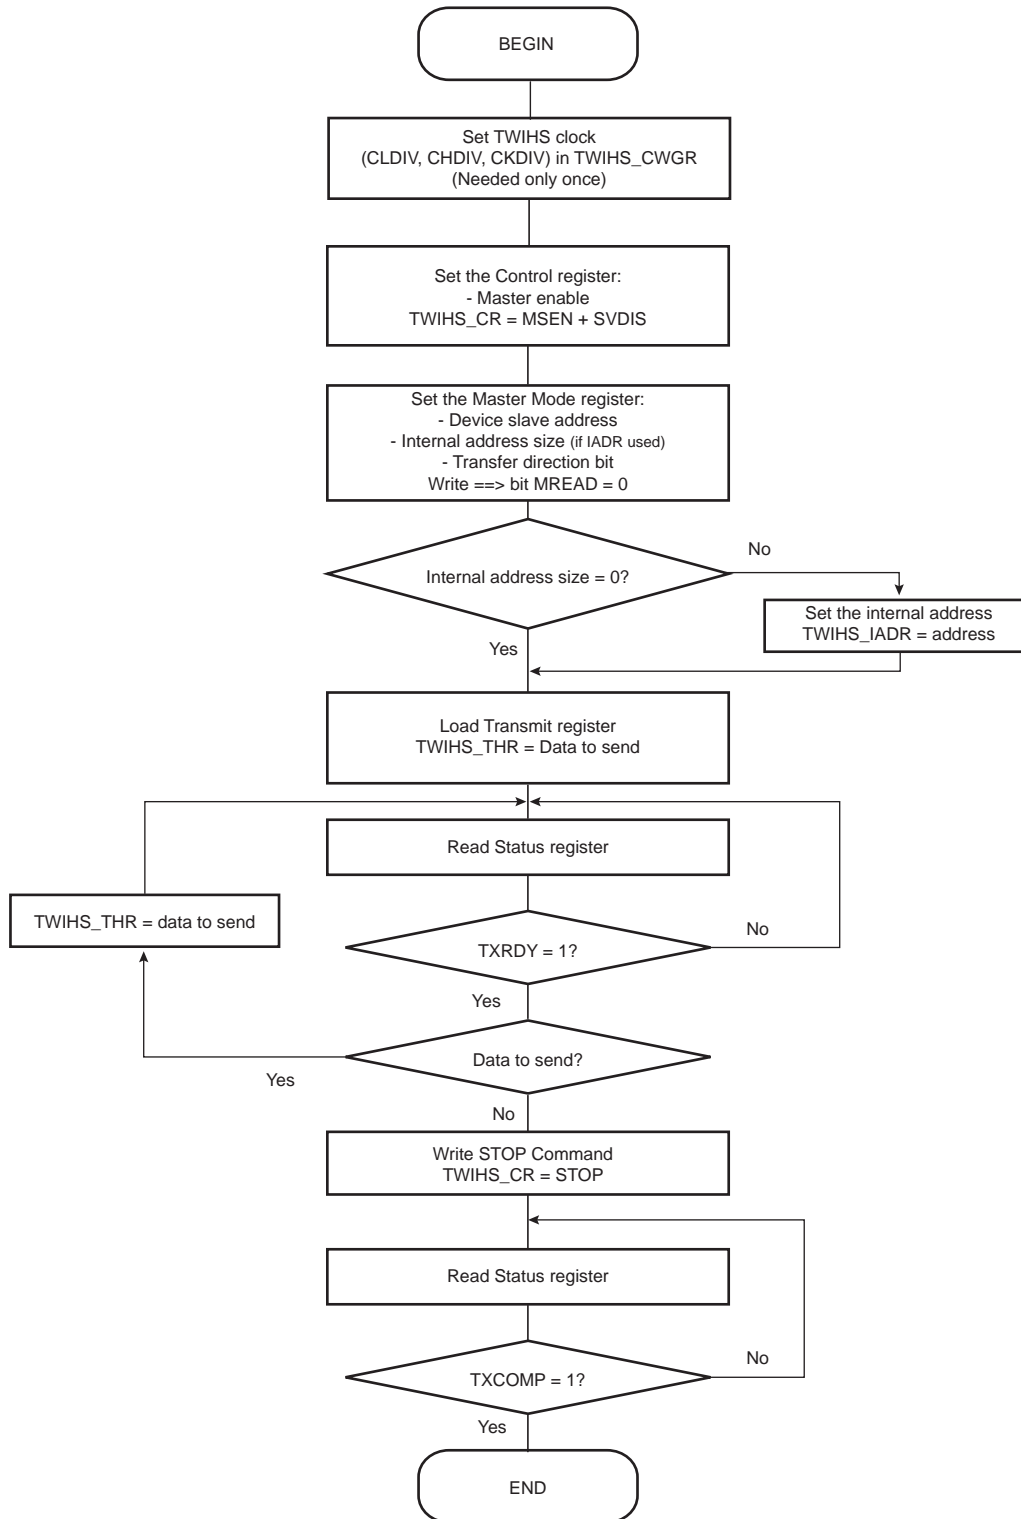 BEGIN
Set TWIHS clock
(CLDIV, CHDIV, CKDIV) in TWIHS_CWGR
(Needed only once)
Set the Control register:
- Master enable
TWIHS_CR = MSEN + SVDIS
Set the Master Mode register:
- Device slave address
- Internal address size (if IADR used)
- Transfer direction bit
Write ==> bit MREAD = 0
No
Internal address size = 0?
Set the internal address
TWIHS_IADR = address
Yes
Load Transmit register
TWIHS_THR = Data to send
Read Status register
TWIHS_THR = data to send
No
TXRDY = 1?
Yes
Data to send?
Yes
No
Write STOP Command
TWIHS_CR = STOP
Read Status register
No
TXCOMP = 1?
Yes
END